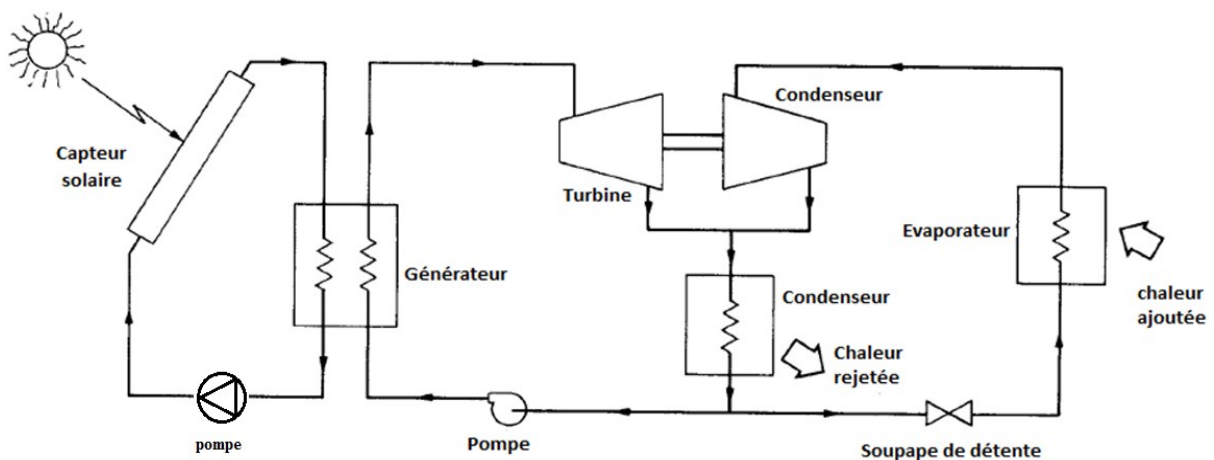 Condenseur
Capteur
solaire
Turbine
Evaporateur
Générateur
Condenseur
chaleur
ajoutée
Chaleur
rejetée
pompe
Pompe
Soupape de détente